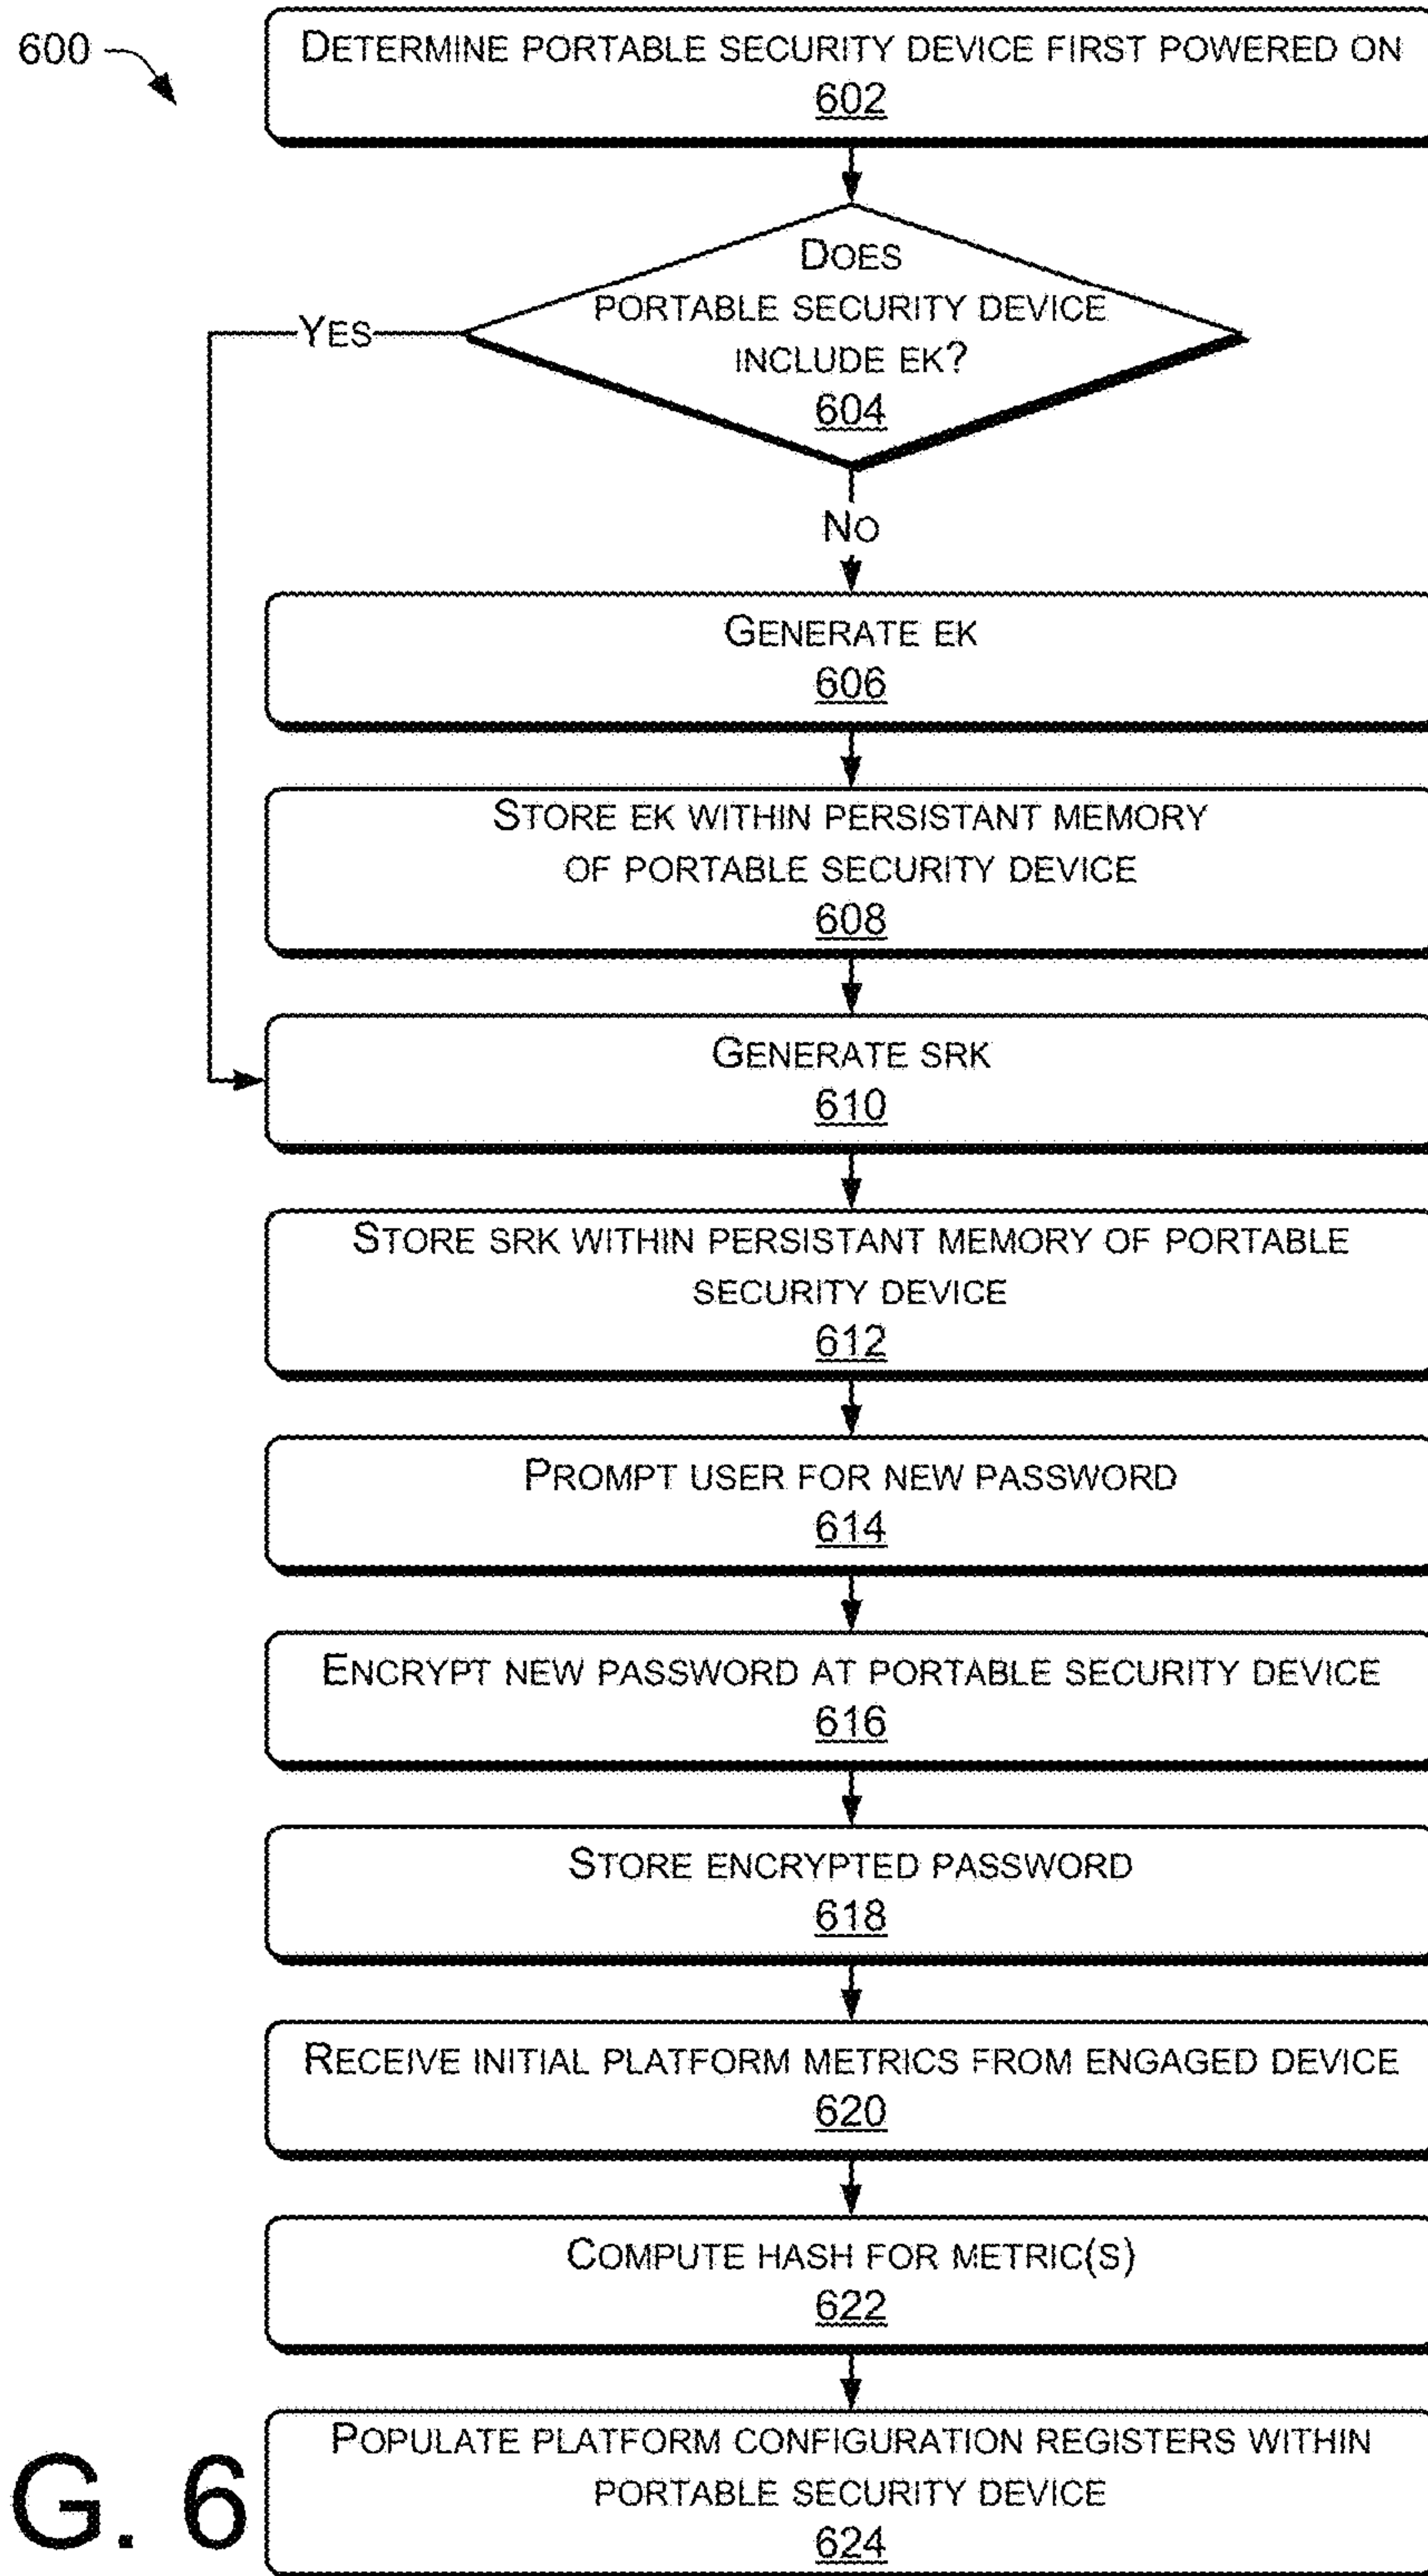 600
DETERMINE PORTABLE SECURITY DEVICE FIRST POWERED ON
602
DOES
PORTABLE SECURITY DEVICE
INCLUDE EK?
604
YES
NO
GENERATE EK
606
STORE EK WITHIN PERSISTANT MEMORY
OF PORTABLE SECURITY DEVICE
608
GENERATE SRK
610
STORE SRK WITHIN PERSISTANT MEMORY OF PORTABLE
SECURITY DEVICE
612
PROMPT USER FOR NEW PASSWORD
614
ENCRYPT NEW PASSWORD AT PORTABLE SECURITY DEVICE
616
STORE ENCRYPTED PASSWORD
618
RECEIVE INITIAL PLATFORM METRICS FROM ENGAGED DEVICE
620
COMPUTE HASH FOR METRIC(S)
622
POPULATE PLATFORM CONFIGURATION REGISTERS WITHIN
PORTABLE SECURITY DEVICE
624
G. 6